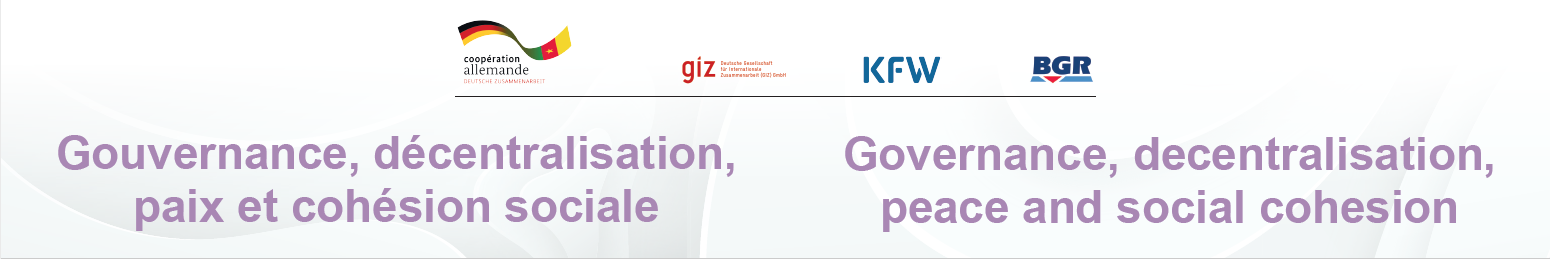 coopération
allemande
DEUTSCHE ZUSAMMENARBEIT
giz
Deutsche Gesellschaft
für Internationale
Zusammenarbeit (GIZ) GmbH
KFW
BGR
Gouvernance, décentralisation,
paix et cohésion sociale
Governance, decentralisation,
peace and social cohesion